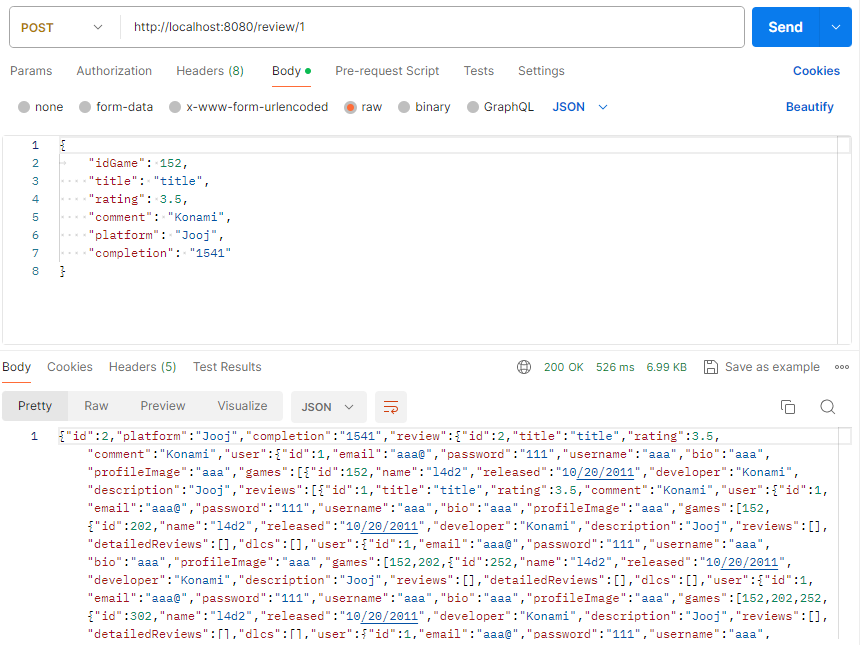 POST http://localhost:8080/review/1 Send
Params Authorization Headers (8) Body Pre-request Script Tests Settings Cookies
none form-data x-www-form-urlencoded raw binary GraphQL JSON Beautify
1 {
2 "idGame": 152,
3 "title": "title",
4 "rating": 3.5,
5 "comment": "Konami",
6 "platform": "Jooj",
7 "completion": "1541"
8 }
Body Cookies Headers (5) Test Results 200 OK 526 ms 6.99 KB Save as example
Pretty Raw Preview Visualize JSON
1 {"id":2,"platform":"Jooj","completion":"1541","review":{"id":2,"title":"title","rating":3.5,
"comment":"Konami","user":{"id":1,"email":"aaa@","password":"111","username":"aaa","bio":"aaa",
"profileImage":"aaa","games":[{"id":152,"name":"l4d2","released":"10/20/2011","developer":"Konami",
"description":"Jooj","reviews":[{"id":1,"title":"title","rating":3.5,"comment":"Konami","user":{"id":1,
"email":"aaa@","password":"111","username":"aaa","bio":"aaa","profileImage":"aaa","games":[152,
{"id":202,"name":"l4d2","released":"10/20/2011","developer":"Konami","description":"Jooj","reviews":[],
"detailedReviews":[],"dlcs":[],"user":{"id":1,"email":"aaa@","password":"111","username":"aaa",
"bio":"aaa","profileImage":"aaa","games":[152,202,{"id":252,"name":"l4d2","released":"10/20/2011",
"developer":"Konami","description":"Jooj","reviews":[],"detailedReviews":[],"dlcs":[],"user":{"id":1,
"email":"aaa@","password":"111","username":"aaa","bio":"aaa","profileImage":"aaa","games":[152,202,252,
{"id":302,"name":"l4d2","released":"10/20/2011","developer":"Konami","description":"Jooj","reviews":[],
"detailedReviews":[],"dlcs":[],"user":{"id":1,"email":"aaa@","password":"111","username":"aaa",